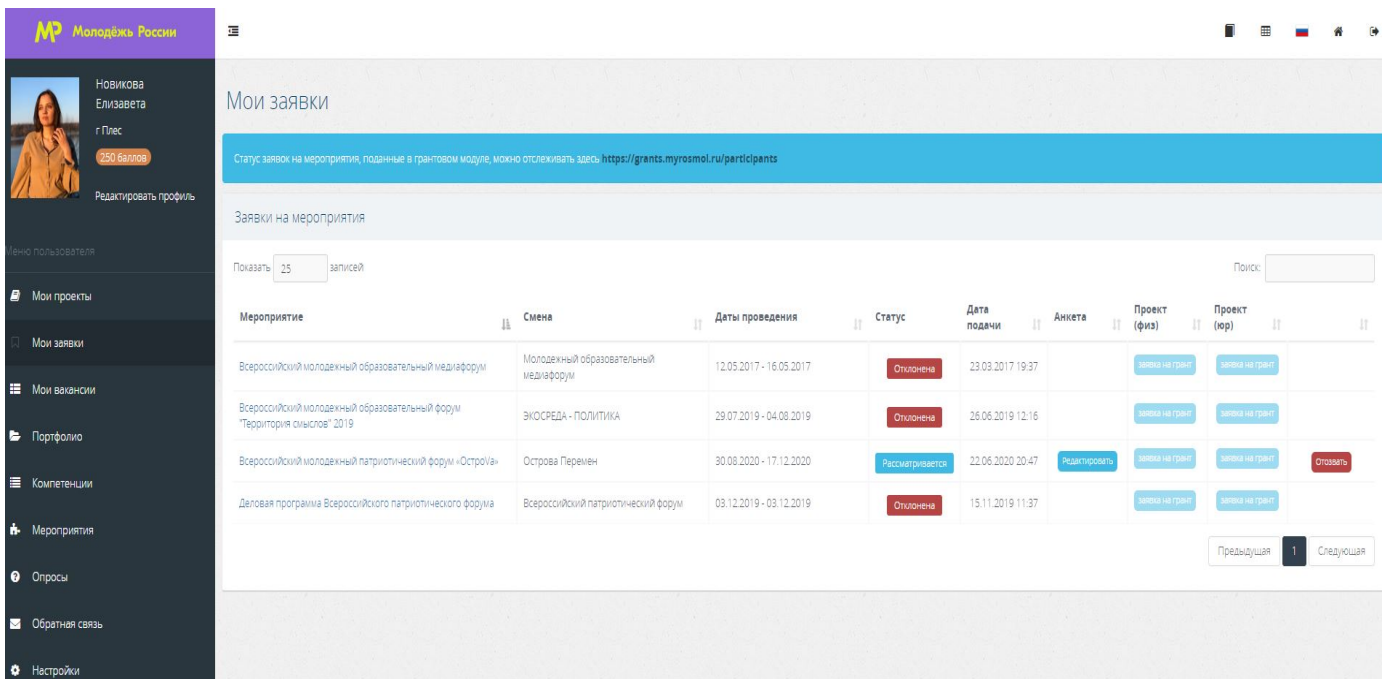 МР Молодёжь России
Новикова
Елизавета
г Плес
250 баллов
Редактировать профиль
Меню пользователя
Мои проекты
Мои заявки
Мои вакансии
Портфолио
Компетенции
Мероприятия
Опросы
Обратная связь
Настройки
Мои заявки
Статус заявок на мероприятия, поданные в грантовом модуле, можно отслеживать здесь https://grants.myrosmol.ru/participants
Заявки на мероприятия
Показать 25 записей
Поиск:
Мероприятие Смена Даты проведения Статус Дата подачи Анкета Проект (физ) Проект (юр)
Всероссийский молодежный образовательный медиафорум
Молодежный образовательный
медиафорум
12.05.2017 - 16.05.2017 Отклонена 23.03.2017 19:37 заявка на грант заявка на грант
Всероссийский молодежный образовательный форум
"Территория смыслов" 2019
ЭКОСРЕДА - ПОЛИТИКА 29.07.2019 - 04.08.2019 Отклонена 26.06.2019 12:16 заявка на грант заявка на грант
Всероссийский молодежный патриотический форум «ОстроVа» Острова Перемен 30.08.2020 - 17.12.2020 Рассматривается 22.06.2020 20:47 Редактировать заявка на грант заявка на грант Отозвать
Деловая программа Всероссийского патриотического форума Всероссийский патриотический форум 03.12.2019 - 03.12.2019 Отклонена 15.11.2019 11:37 заявка на грант заявка на грант
Предыдущая 1 Следующая